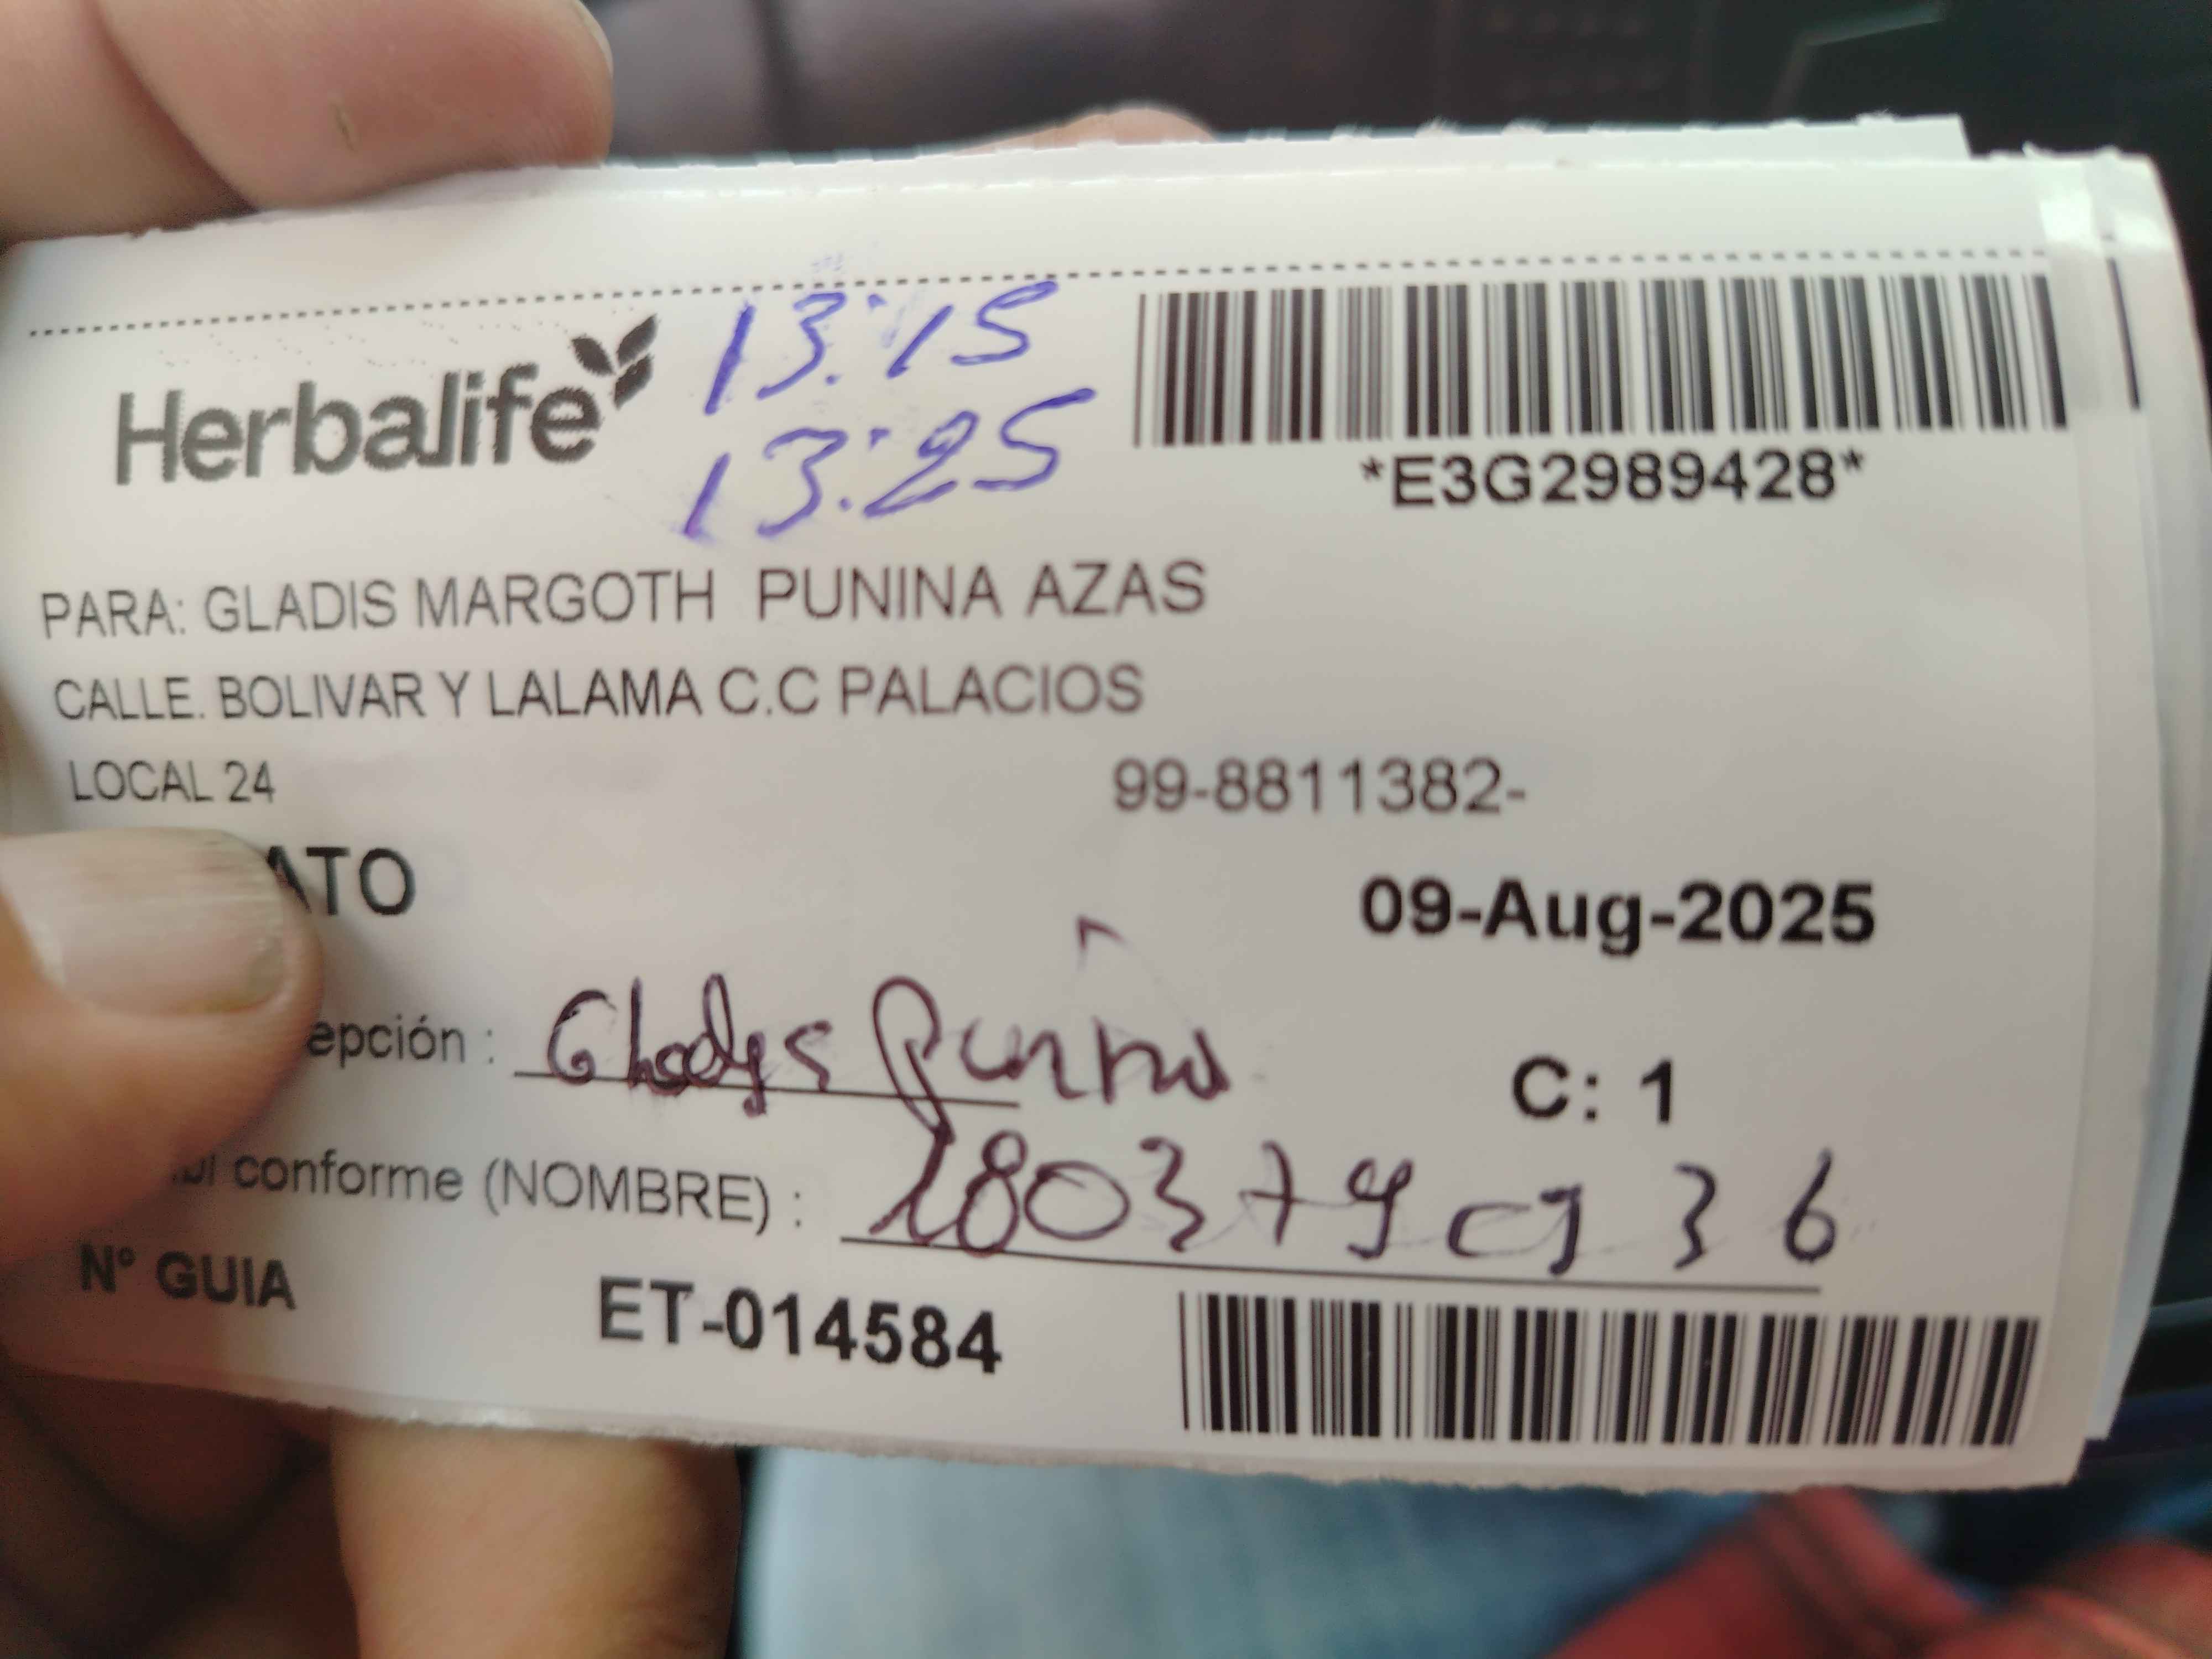 Herbalife
13:15
13:25
*E3G2989428*
PARA: GLADIS MARGOTH PUNINA AZAS
CALLE. BOLIVAR Y LALAMA C.C PALACIOS
LOCAL 24
99-8811382-
ATO
09-Aug-2025
epción :
C: 1
conforme (NOMBRE) :
N° GUIA ET-014584